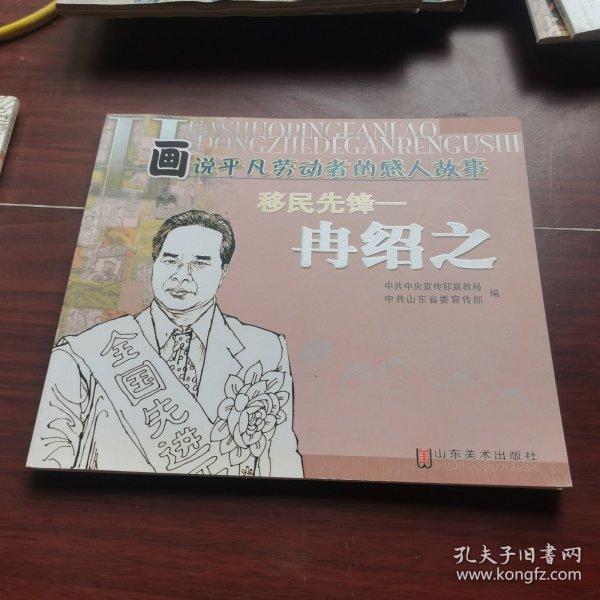 HUASHUOPINGFANLAO
DONGZHEDEGANRENGUSHI
画说平凡劳动者的感人故事
移民先锋—
冉绍之
中共中央宣传部宣教局
中共山东省委宣传部
编
全国先进
山东美术出版社
SHANDONGMEISHUCHUBANSHE
孔夫子旧书网
www.kongfz.com